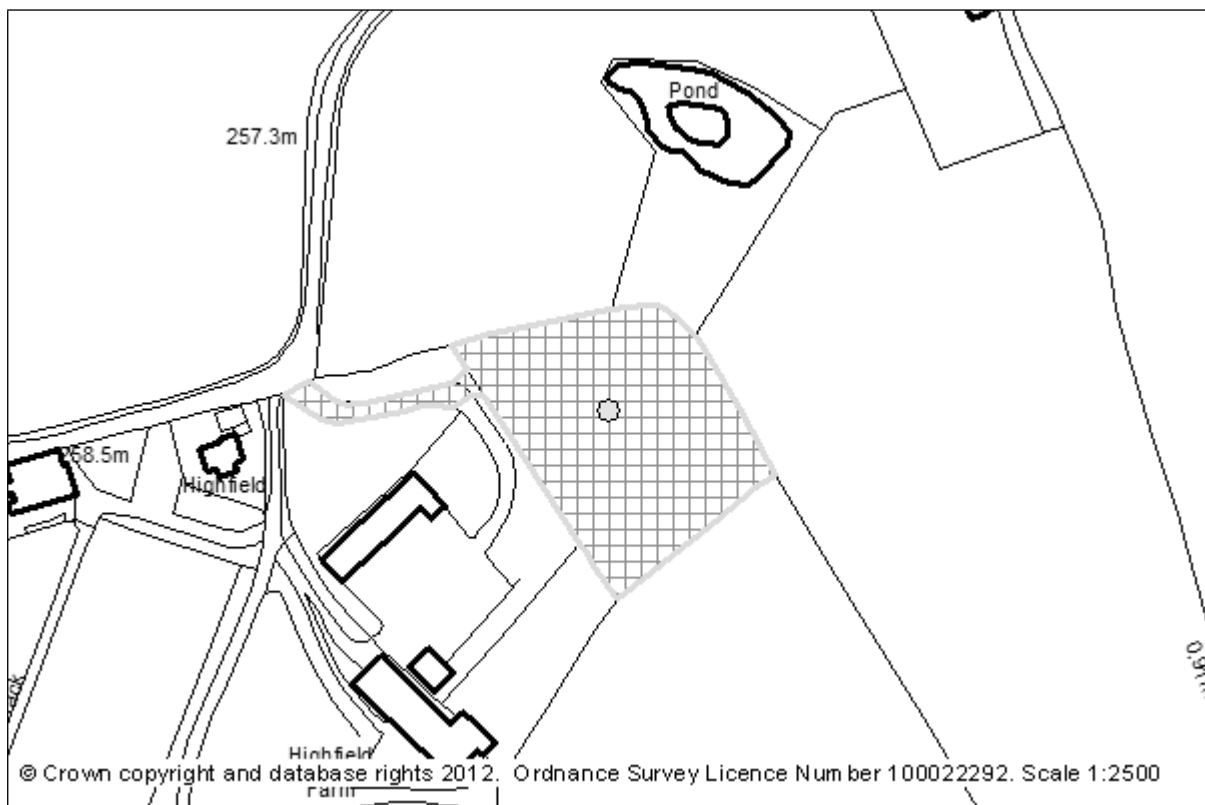 Pond
257.3m
258.5m
Highfield
Highfield
Farm
© Crown copyright and database rights 2012. Ordnance Survey Licence Number 100022292. Scale 1:2500